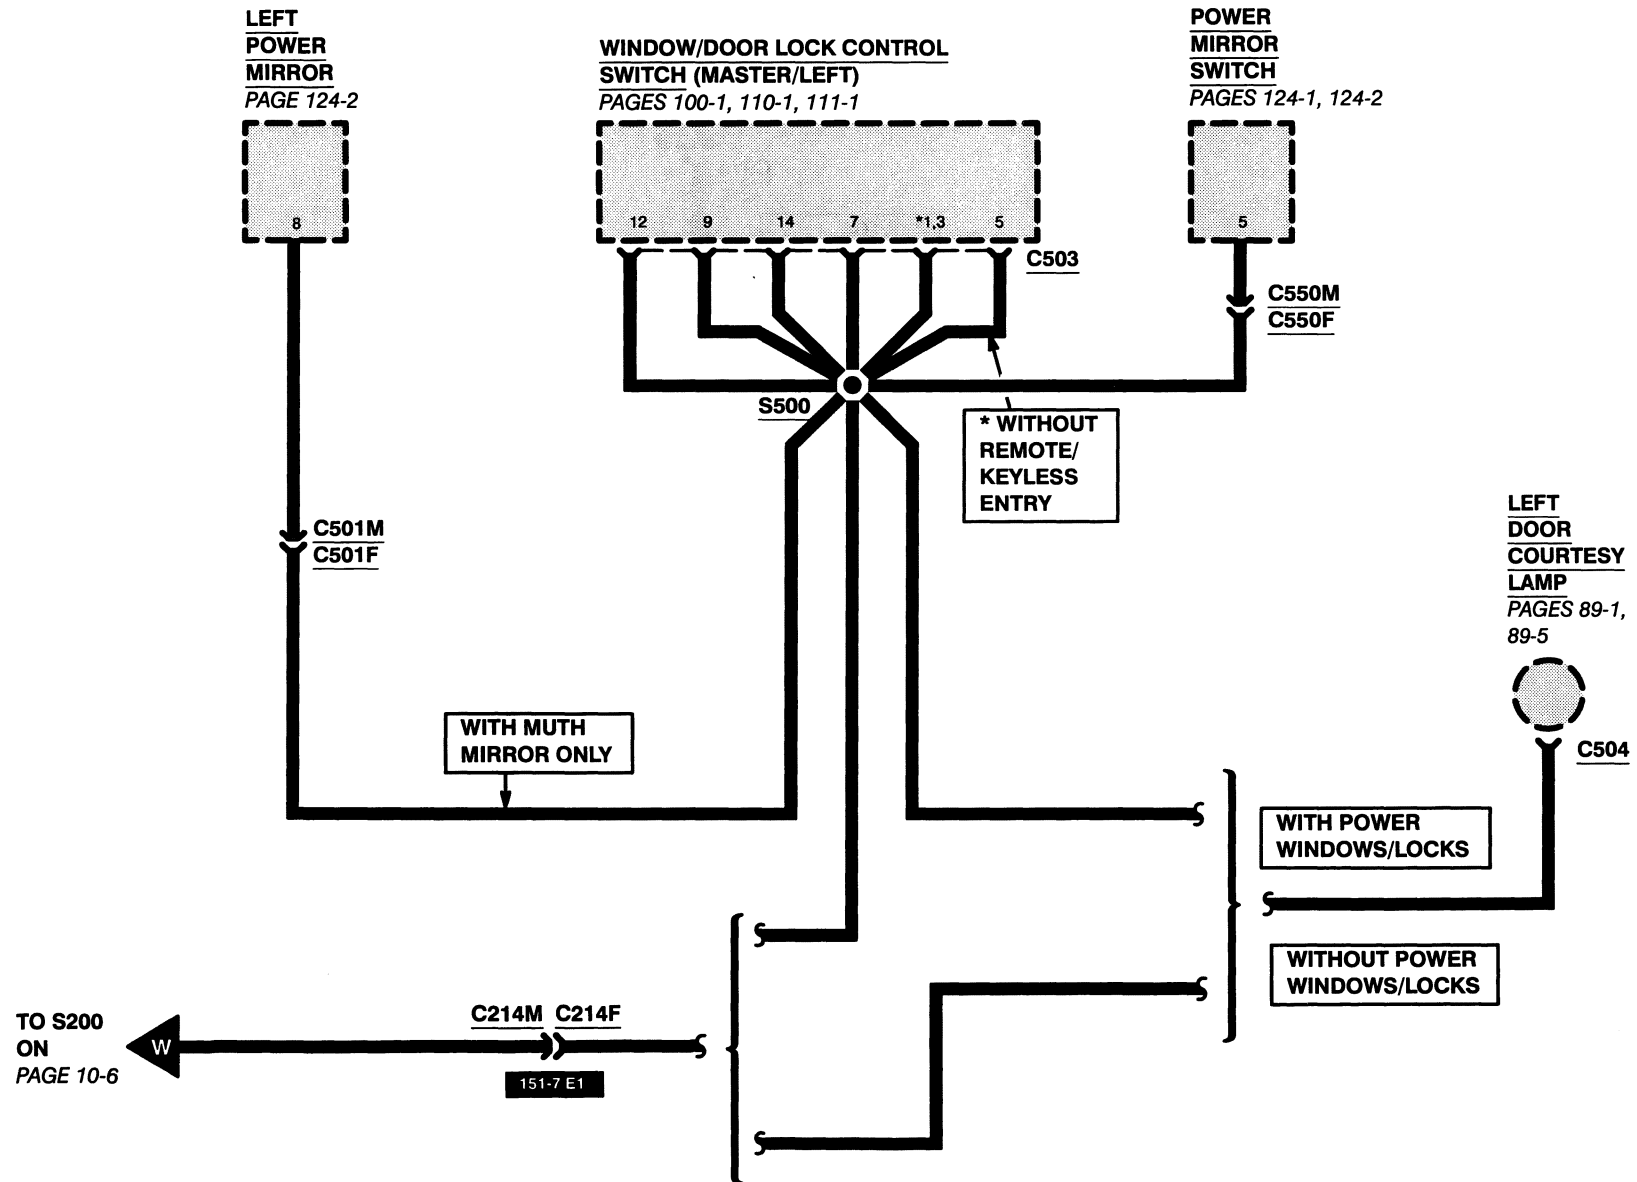 LEFT
POWER
MIRROR
PAGE 124-2
WINDOW/DOOR LOCK CONTROL
SWITCH (MASTER/LEFT)
PAGES 100-1, 110-1, 111-1
POWER
MIRROR
SWITCH
PAGES 124-1, 124-2
8
12 9 14 7 *1,3 5
5
C503
C550M
C550F
S500
* WITHOUT
REMOTE/
KEYLESS
ENTRY
C501M
C501F
LEFT
DOOR
COURTESY
LAMP
PAGES 89-1,
89-5
C504
WITH MUTH
MIRROR ONLY
WITH POWER
WINDOWS/LOCKS
WITHOUT POWER
WINDOWS/LOCKS
TO S200
ON
PAGE 10-6
W
C214M C214F
151-7 E1